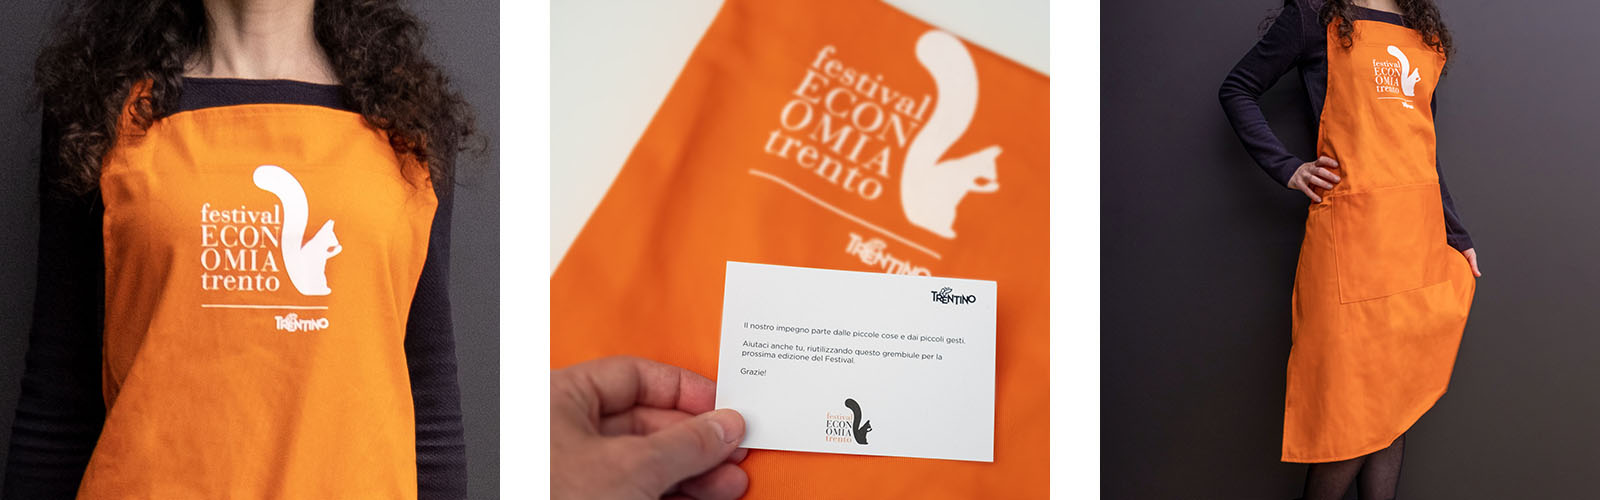 festival
ECON
OMIA
trento
TRENTINO
festival
ECON
OMIA
trento
TRENTINO
TRENTINO
Il nostro impegno parte dalle piccole cose e dai piccoli gesti.
Aiutaci anche tu, riutilizzando questo grembiule per la
prossima edizione del Festival.
Grazie!
festival
ECON
OMIA
trento
festival
ECON
OMIA
trento
TRENTINO